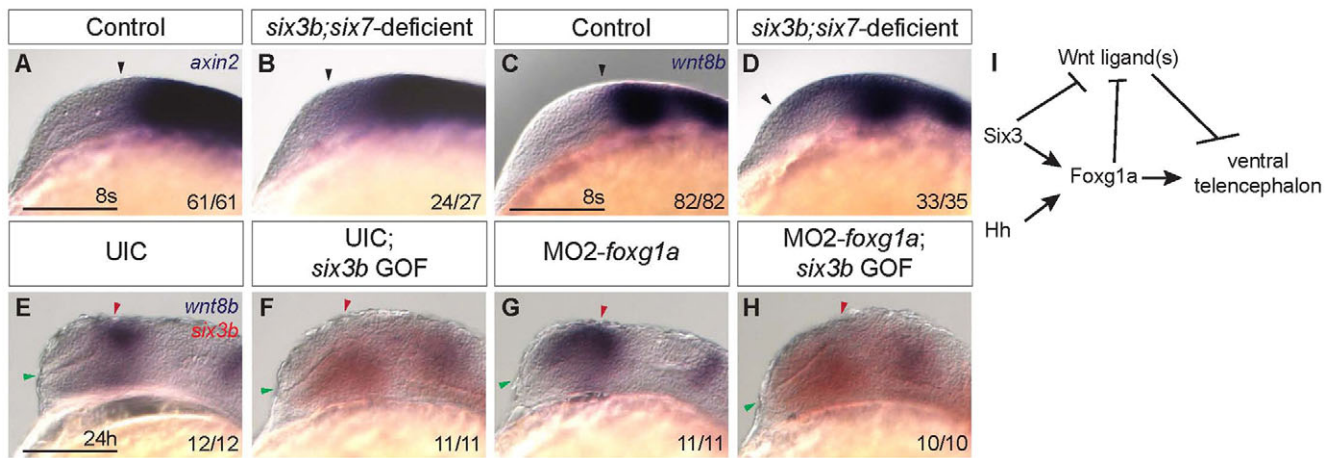 Control
six3b;six7-deficient
Control
six3b;six7-deficient
A
axin2
8s
61/61
B
24/27
C
wnt8b
8s
82/82
D
33/35
UIC
UIC;
six3b GOF
MO2-foxg1a
MO2-foxg1a;
six3b GOF
E
wnt8b
six3b
24h
12/12
F
11/11
G
11/11
H
10/10
I
Wnt ligand(s)
Six3
Foxg1a
ventral
telencephalon
Hh